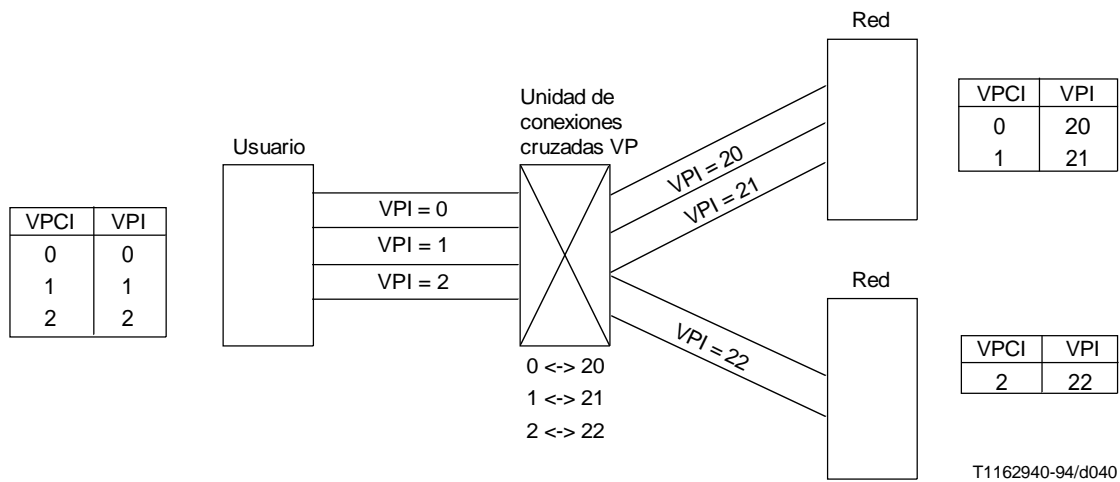 Red
Unidad de
conexiones
cruzadas VP
Usuario
VPCI VPI
0 0
1 1
2 2
VPI = 0
VPI = 1
VPI = 2
0 <-> 20
1 <-> 21
2 <-> 22
VPI = 20
VPI = 21
VPI = 22
VPCI VPI
0 20
1 21
Red
VPCI VPI
2 22
T1162940-94/d040